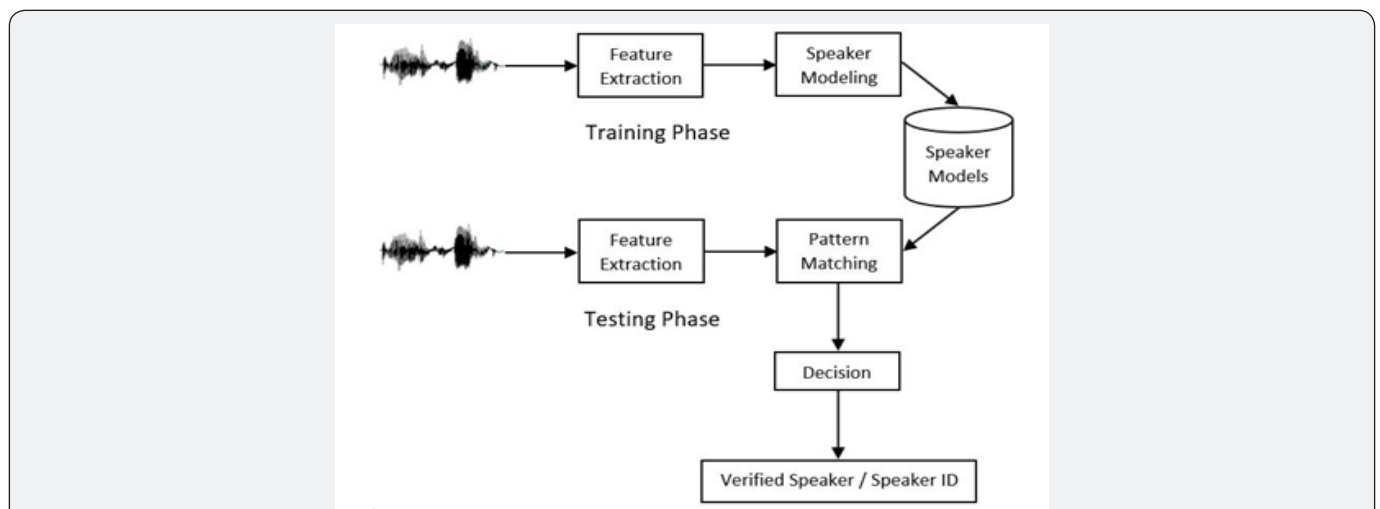 Feature
Extraction
Speaker
Modeling
Training Phase
Speaker
Models
Feature
Extraction
Pattern
Matching
Testing Phase
Decision
Verified Speaker / Speaker ID